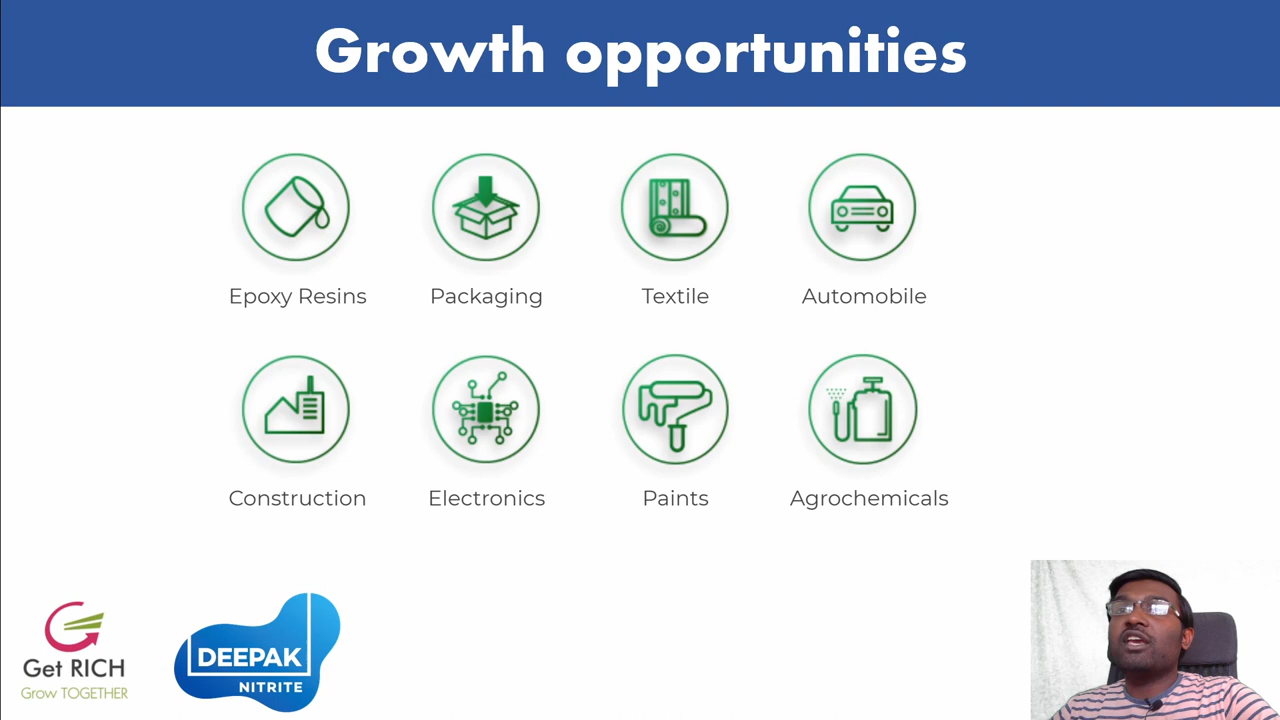 Growth opportunities
Epoxy Resins
Packaging
Textile
Automobile
Construction
Electronics
Paints
Agrochemicals
Get RICH
Grow TOGETHER
DEEPAK
NITRITE